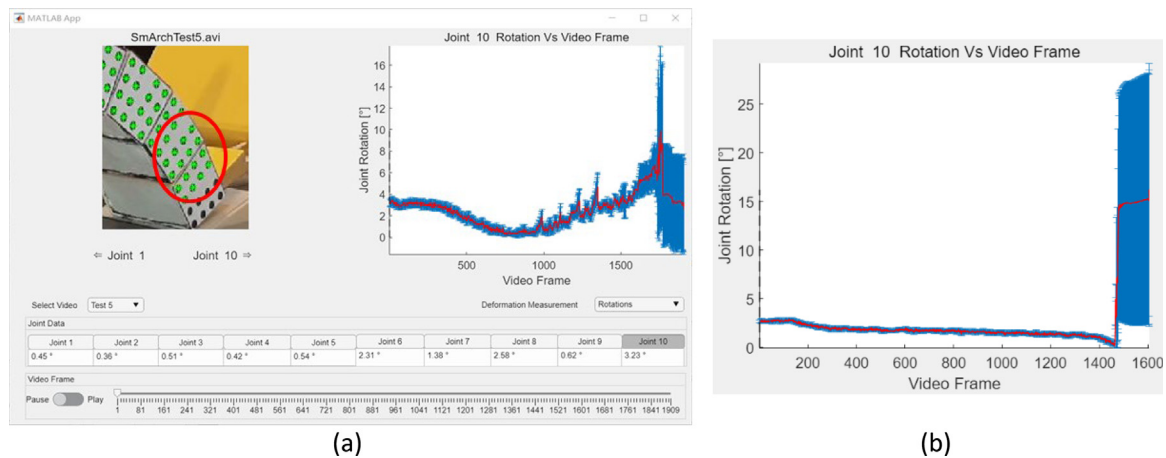 MATLAB App
SmArchTest5.avi
⇐ Joint 1 Joint 10 ⇒
Joint 10 Rotation Vs Video Frame
Joint Rotation [°]
16
14
12
10
8
6
4
2
0
500 1000 1500
Video Frame
Select Video Test 5 ▼
Deformation Measurement Rotations ▼
Joint Data
Joint 1 Joint 2 Joint 3 Joint 4 Joint 5 Joint 6 Joint 7 Joint 8 Joint 9 Joint 10
0.45 ° 0.36 ° 0.51 ° 0.42 ° 0.54 ° 2.31 ° 1.38 ° 2.58 ° 0.62 ° 3.23 °
Video Frame
Pause Play
1 81 161 241 321 401 481 561 641 721 801 881 961 1041 1121 1201 1281 1361 1441 1521 1601 1681 1761 1841 1909
(a)
Joint 10 Rotation Vs Video Frame
Joint Rotation [°]
25
20
15
10
5
0
200 400 600 800 1000 1200 1400 1600
Video Frame
(b)